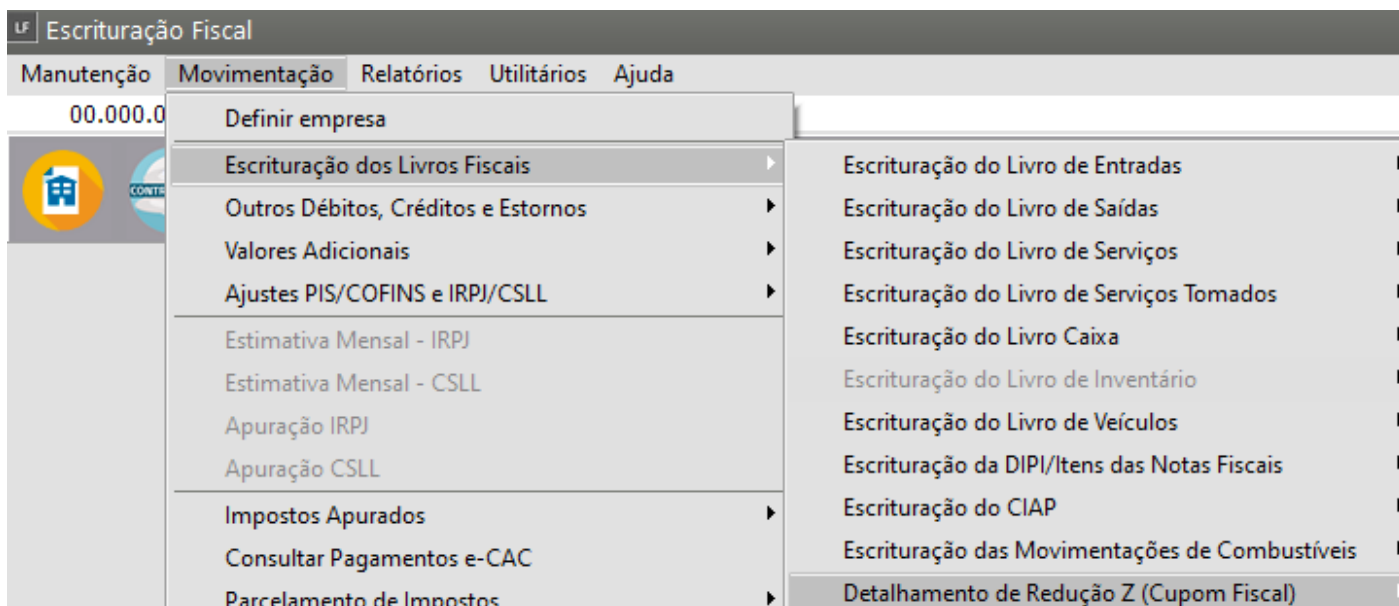 LF Escrituração Fiscal
Manutenção Movimentação Relatórios Utilitários Ajuda
00.000.0
Definir empresa
Escrituração dos Livros Fiscais
Outros Débitos, Créditos e Estornos
Valores Adicionais
Ajustes PIS/COFINS e IRPJ/CSLL
Estimativa Mensal - IRPJ
Estimativa Mensal - CSLL
Apuração IRPJ
Apuração CSLL
Impostos Apurados
Consultar Pagamentos e-CAC
Parcelamento de Impostos
Escrituração do Livro de Entradas
Escrituração do Livro de Saídas
Escrituração do Livro de Serviços
Escrituração do Livro de Serviços Tomados
Escrituração do Livro Caixa
Escrituração do Livro de Inventário
Escrituração do Livro de Veículos
Escrituração da DIPI/Itens das Notas Fiscais
Escrituração do CIAP
Escrituração das Movimentações de Combustíveis
Detalhamento de Redução Z (Cupom Fiscal)